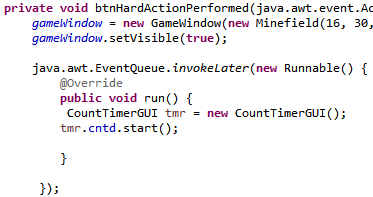 private void btnHardActionPerformed(java.awt.event.Ac
gameWindow = new GameWindow(new Minefield(16, 30,
gameWindow.setVisible(true);
java.awt.EventQueue.invokeLater(new Runnable() {
@Override
public void run() {
CountTimerGUI tmr = new CountTimerGUI();
tmr.cntd.start();
}
});